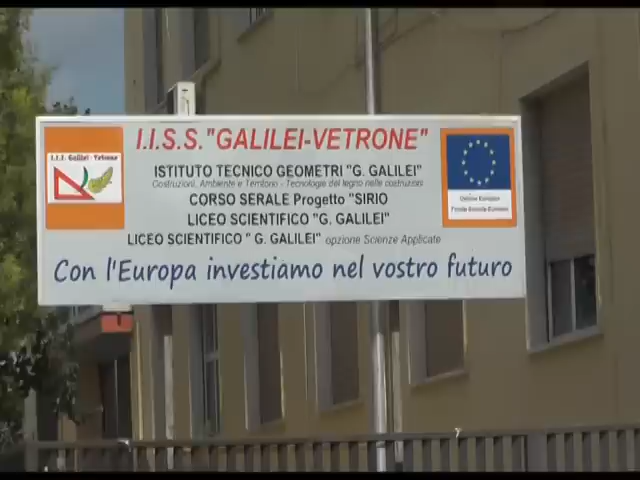 I.I.S.S. "GALILEI-VETRONE"
I.I.S. Galilei - Vetrone
ISTITUTO TECNICO GEOMETRI "G. GALILEI"
Costruzioni, Ambiente e Territorio - Tecnologie del legno nelle costruzioni
CORSO SERALE Progetto "SIRIO
LICEO SCIENTIFICO "G. GALILEI"
LICEO SCIENTIFICO " G. GALILEI" opzione Scienze Applicate
Unione Europea
Fondo Sociale Europeo
Con l'Europa investiamo nel vostro futuro